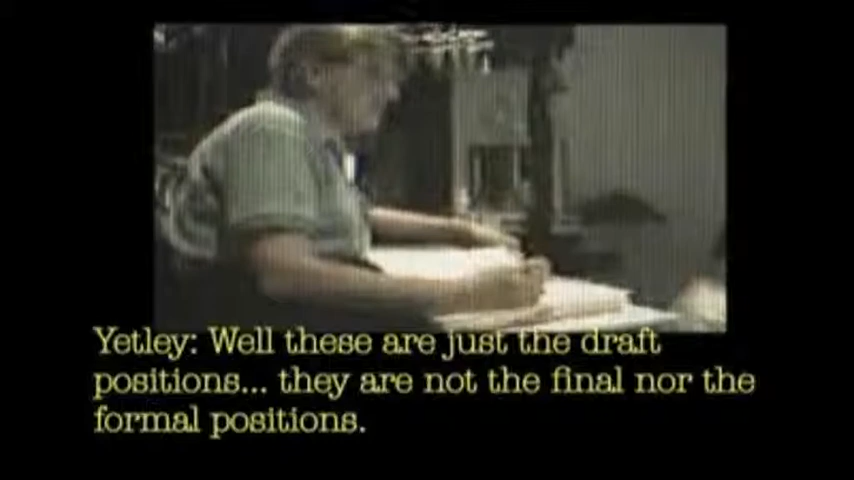 Yetley: Well these are just the draft
positions... they are not the final nor the
formal positions.